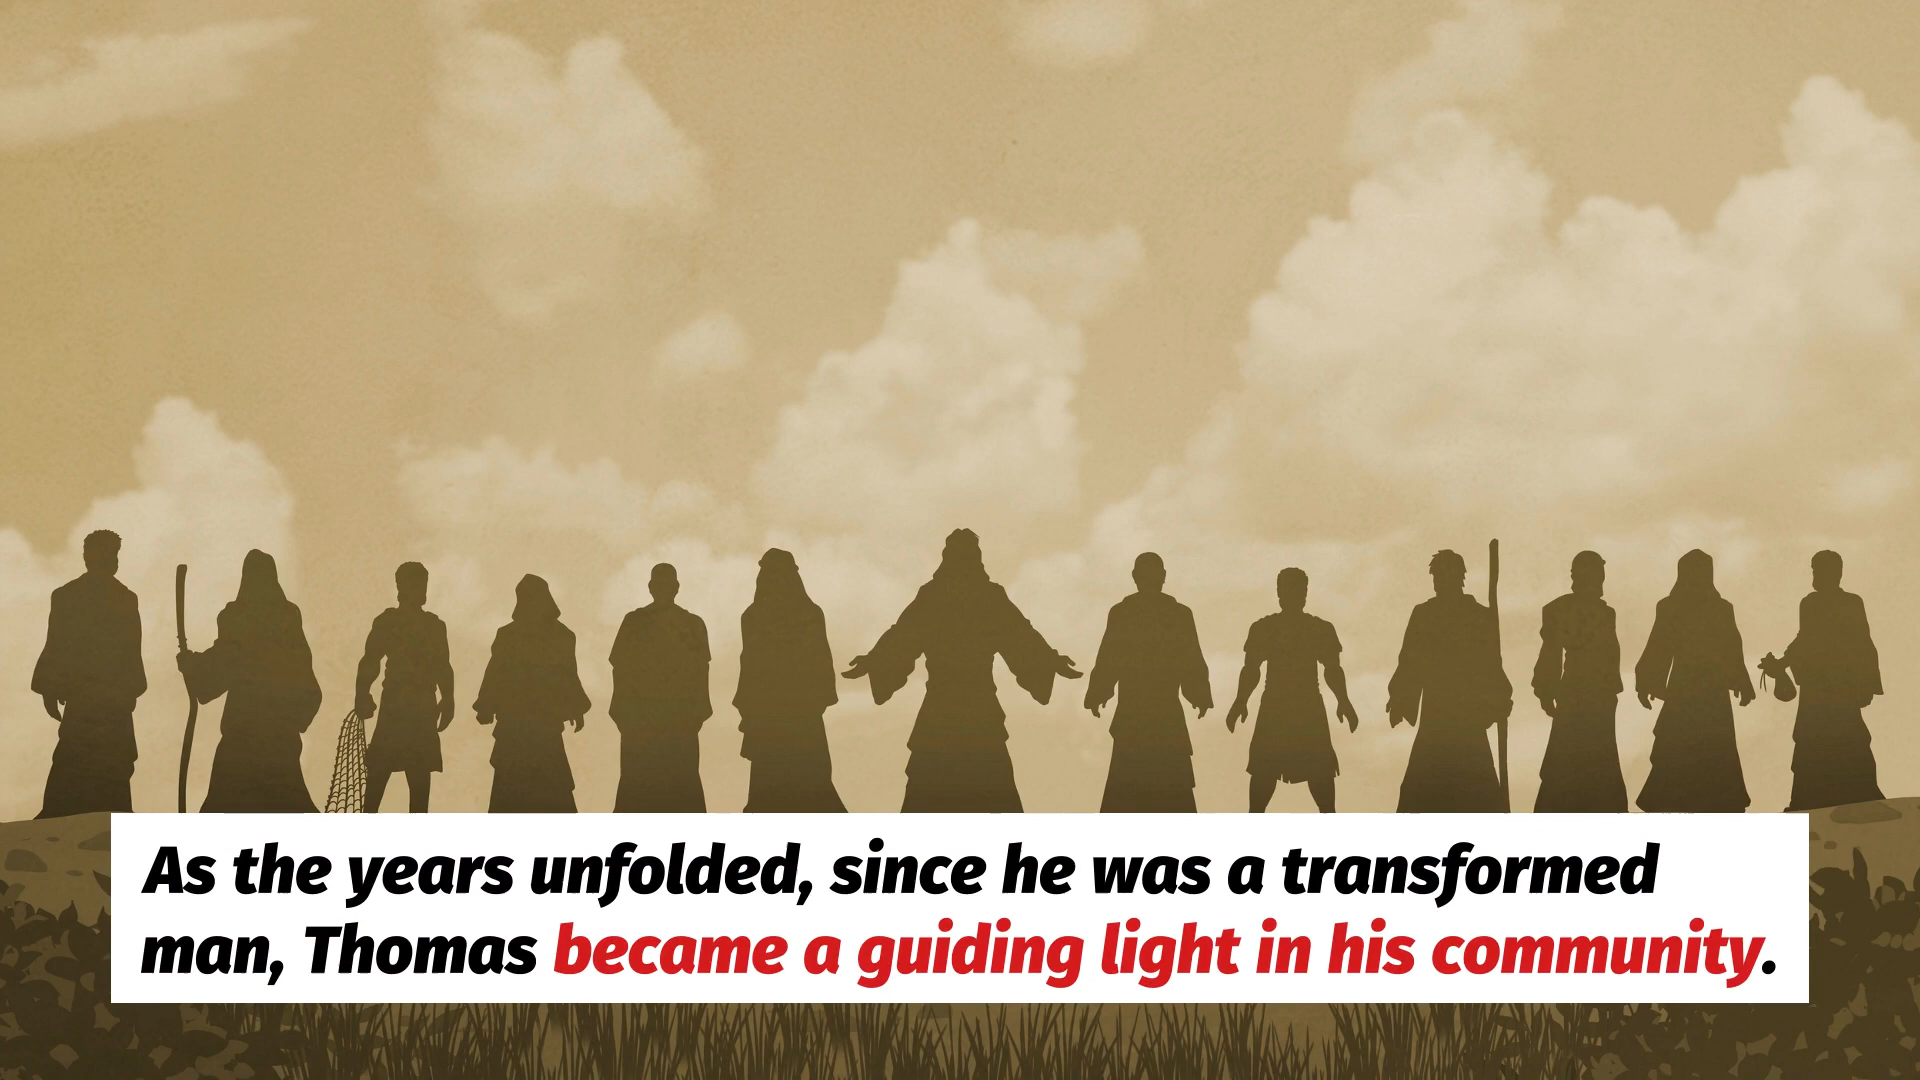 As the years unfolded, since he was a transformed
man, Thomas became a guiding light in his community.